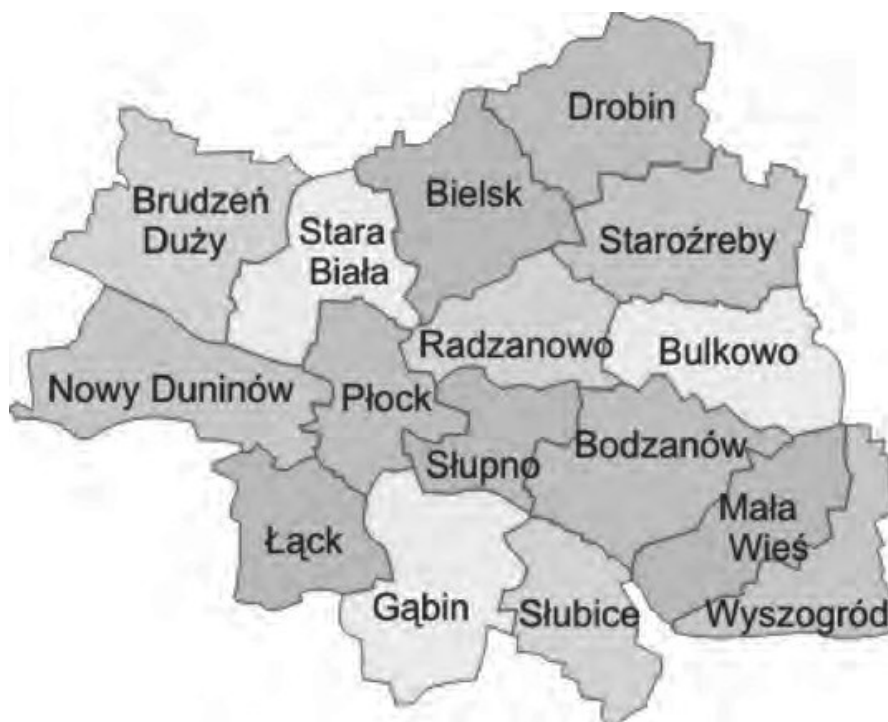 Drobin
Bielsk
Brudzeń
Duży
Stara
Biała
Staroźreby
Radzanowo
Bulkowo
Nowy Duninów
Płock
Słupno
Bodzanów
Mała
Wieś
Łąck
Gąbin
Słubice
Wyszogród